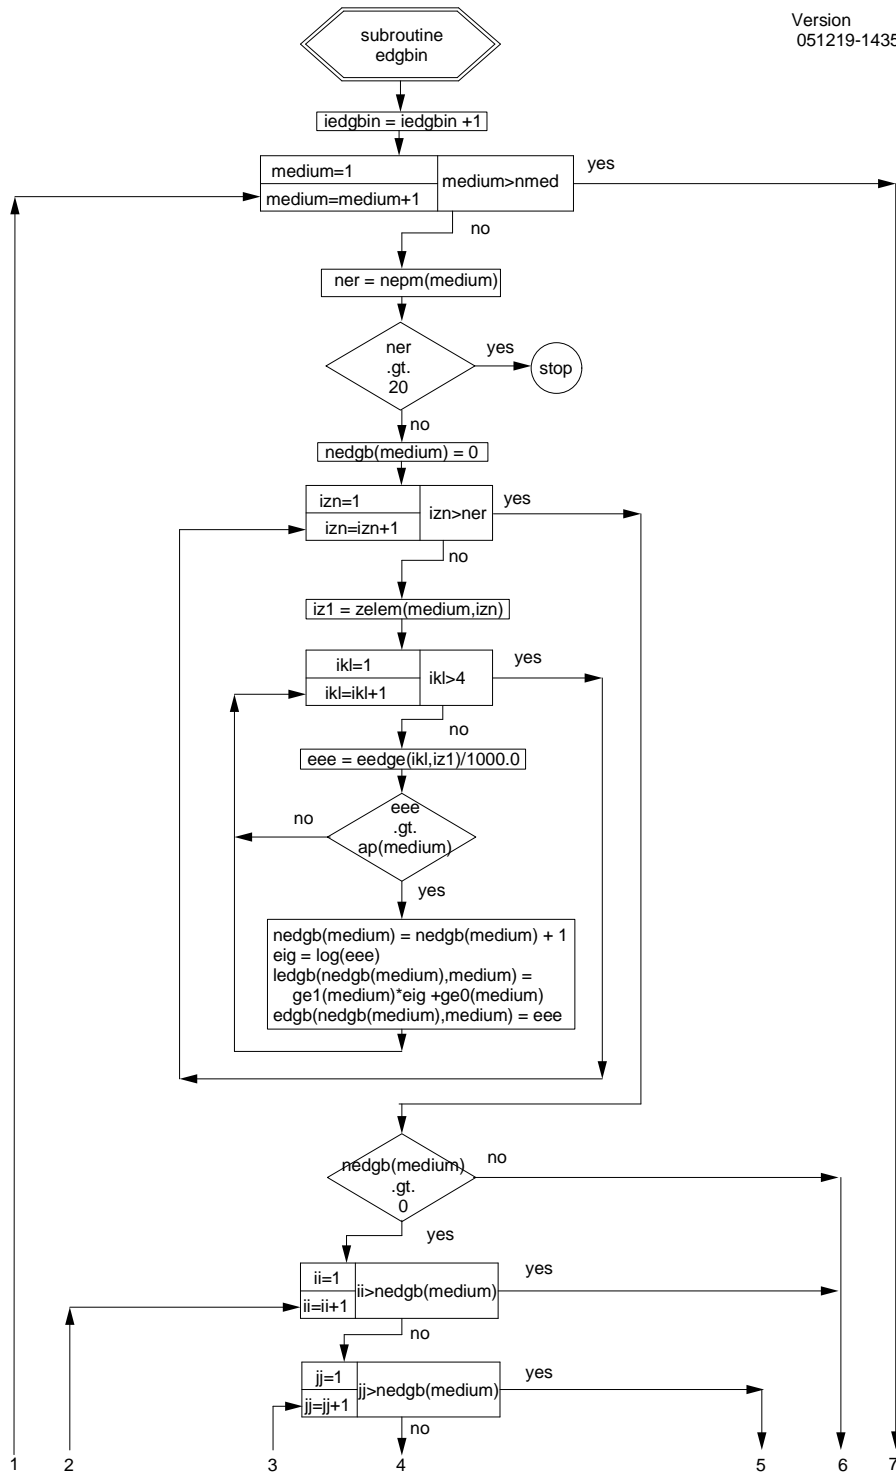 subroutine
edgbin
Version
051219-1435
iedgbin = iedgbin +1
medium=1
medium=medium+1
medium>nmed
yes
no
ner = nepm(medium)
ner
.gt.
20
yes
stop
no
nedgb(medium) = 0
izn=1
izn=izn+1
izn>ner
yes
no
iz1 = zelem(medium,izn)
ikl=1
ikl=ikl+1
ikl>4
yes
no
eee = eedge(ikl,iz1)/1000.0
eee
.gt.
ap(medium)
no
yes
nedgb(medium) = nedgb(medium) + 1
eig = log(eee)
ledgb(nedgb(medium),medium) =
ge1(medium)*eig +ge0(medium)
edgb(nedgb(medium),medium) = eee
nedgb(medium)
.gt.
0
no
yes
ii=1
ii=ii+1
ii>nedgb(medium)
yes
no
jj=1
jj=jj+1
jj>nedgb(medium)
yes
no
1 2 3 4 5 6 7